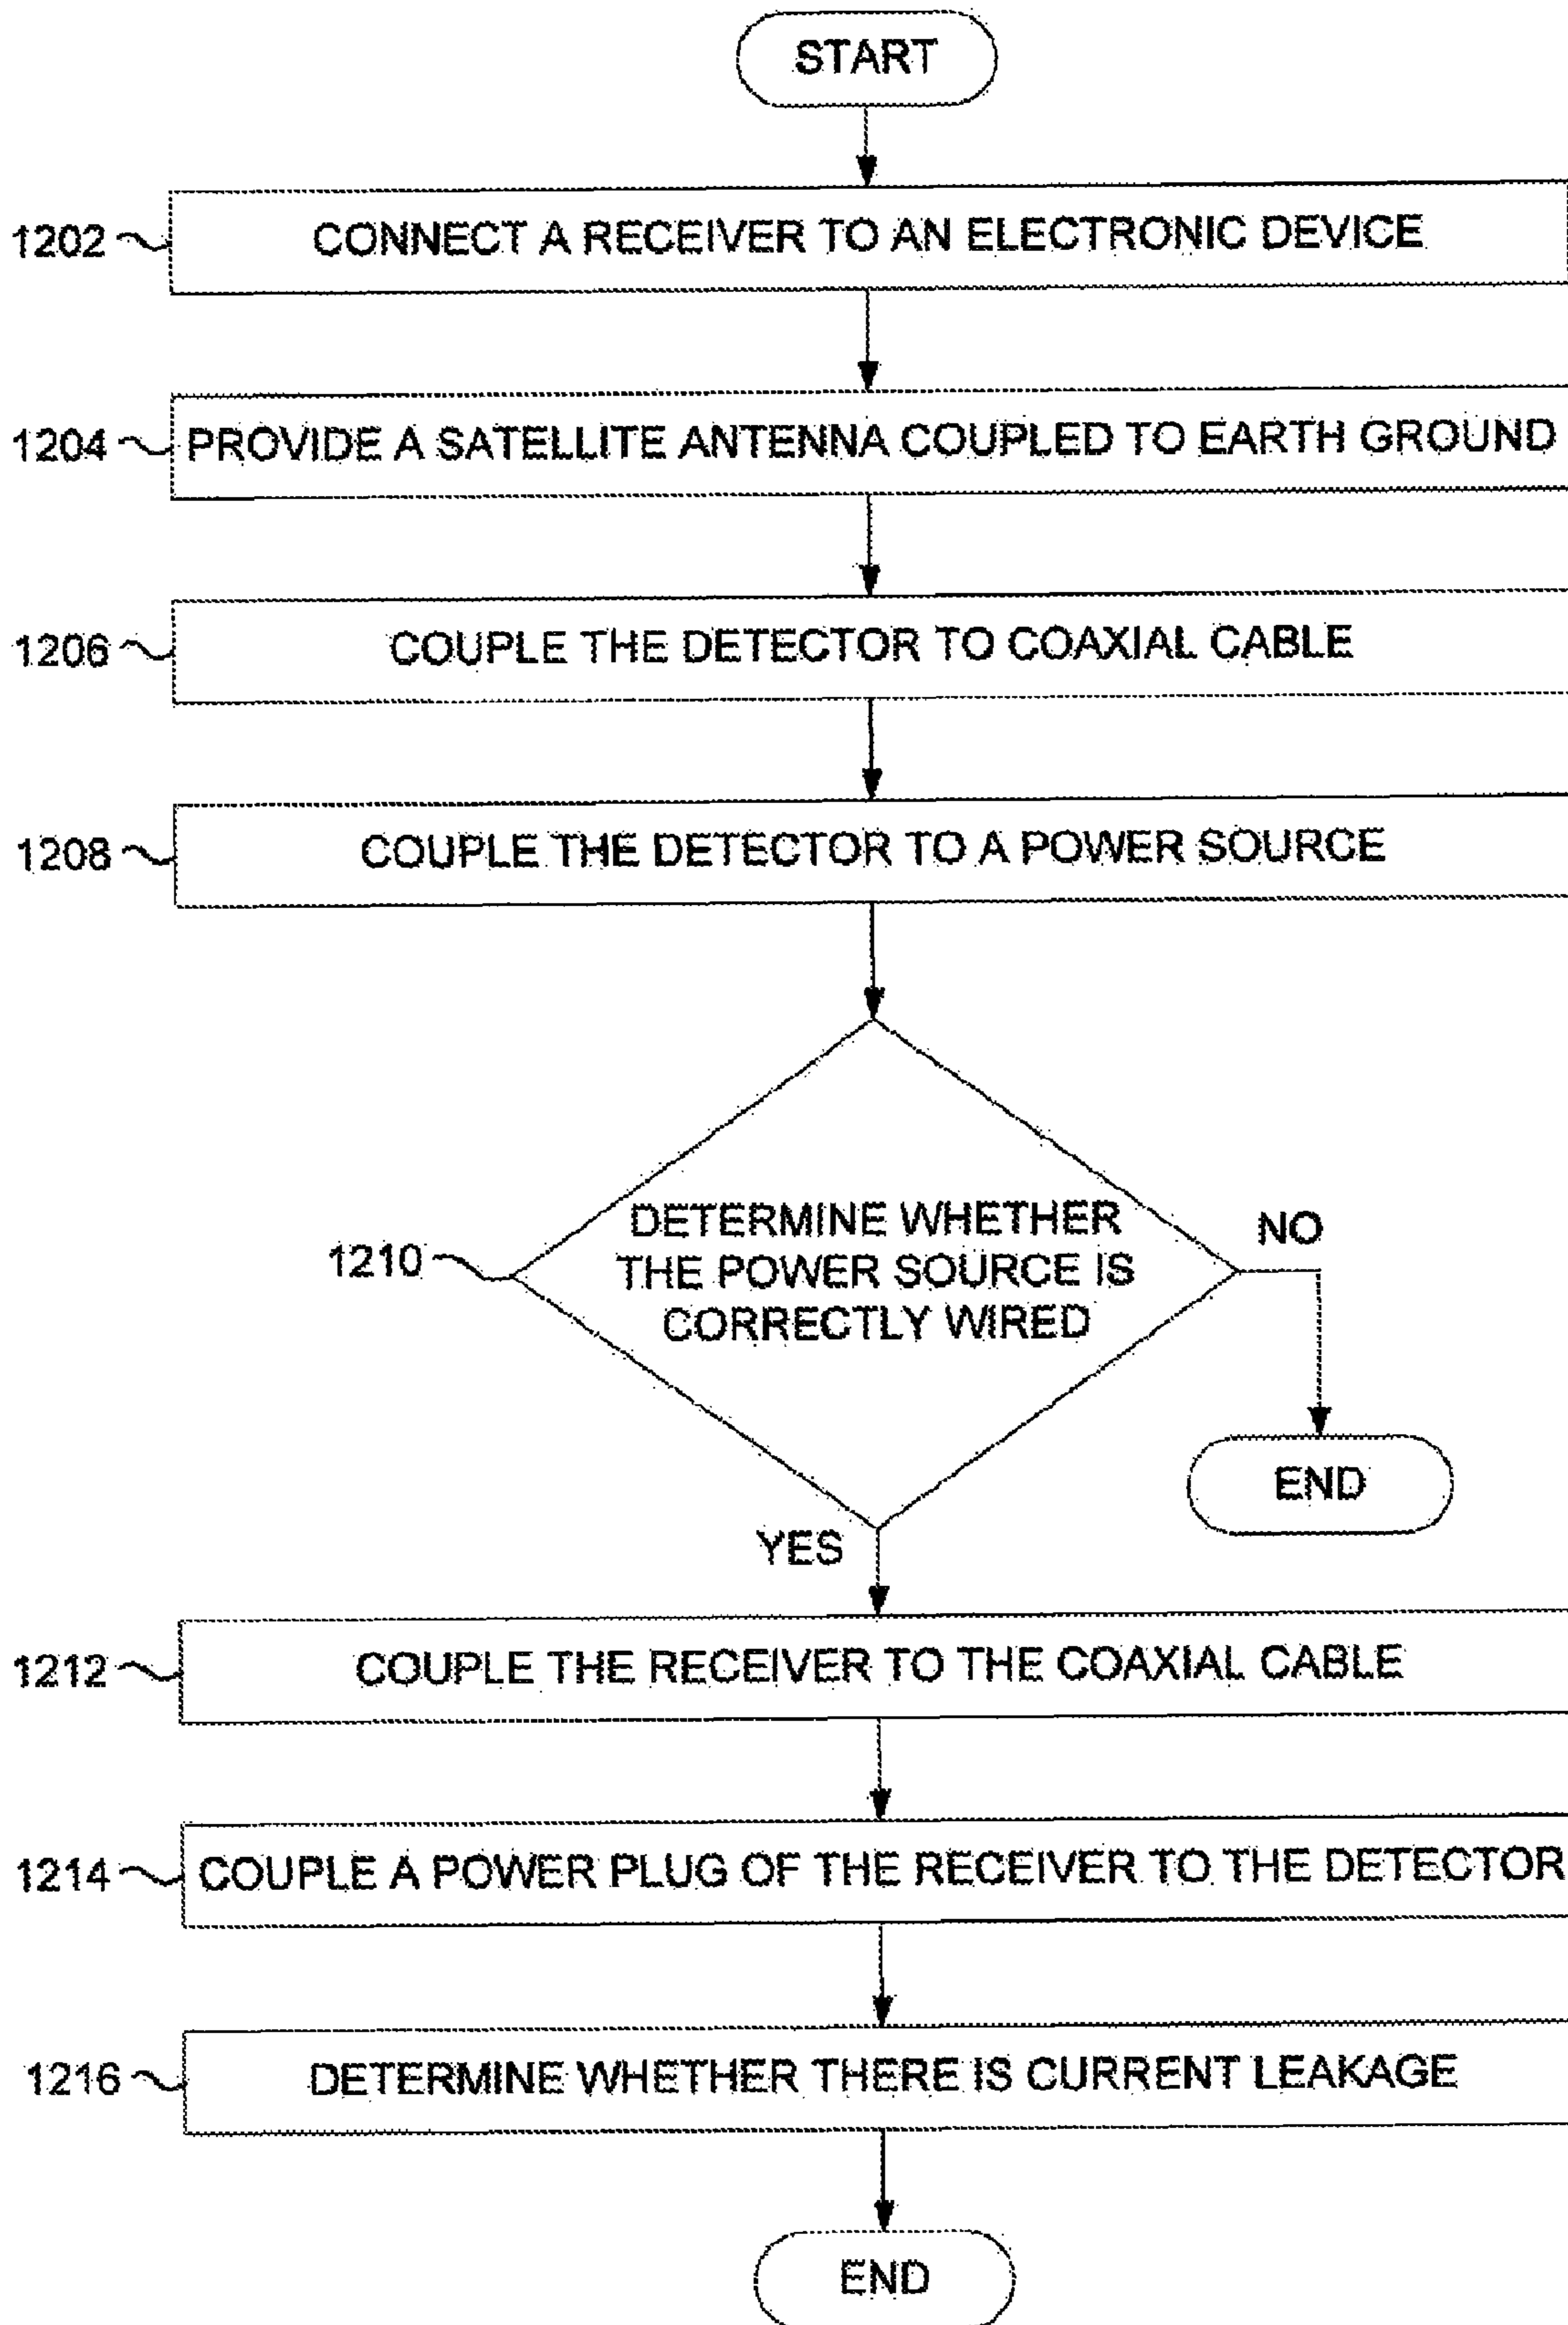 START
1202
CONNECT A RECEIVER TO AN ELECTRONIC DEVICE
1204
PROVIDE A SATELLITE ANTENNA COUPLED TO EARTH GROUND
1206
COUPLE THE DETECTOR TO COAXIAL CABLE
1208
COUPLE THE DETECTOR TO A POWER SOURCE
1210
DETERMINE WHETHER
THE POWER SOURCE IS
CORRECTLY WIRED
NO
END
YES
1212
COUPLE THE RECEIVER TO THE COAXIAL CABLE
1214
COUPLE A POWER PLUG OF THE RECEIVER TO THE DETECTOR
1216
DETERMINE WHETHER THERE IS CURRENT LEAKAGE
END